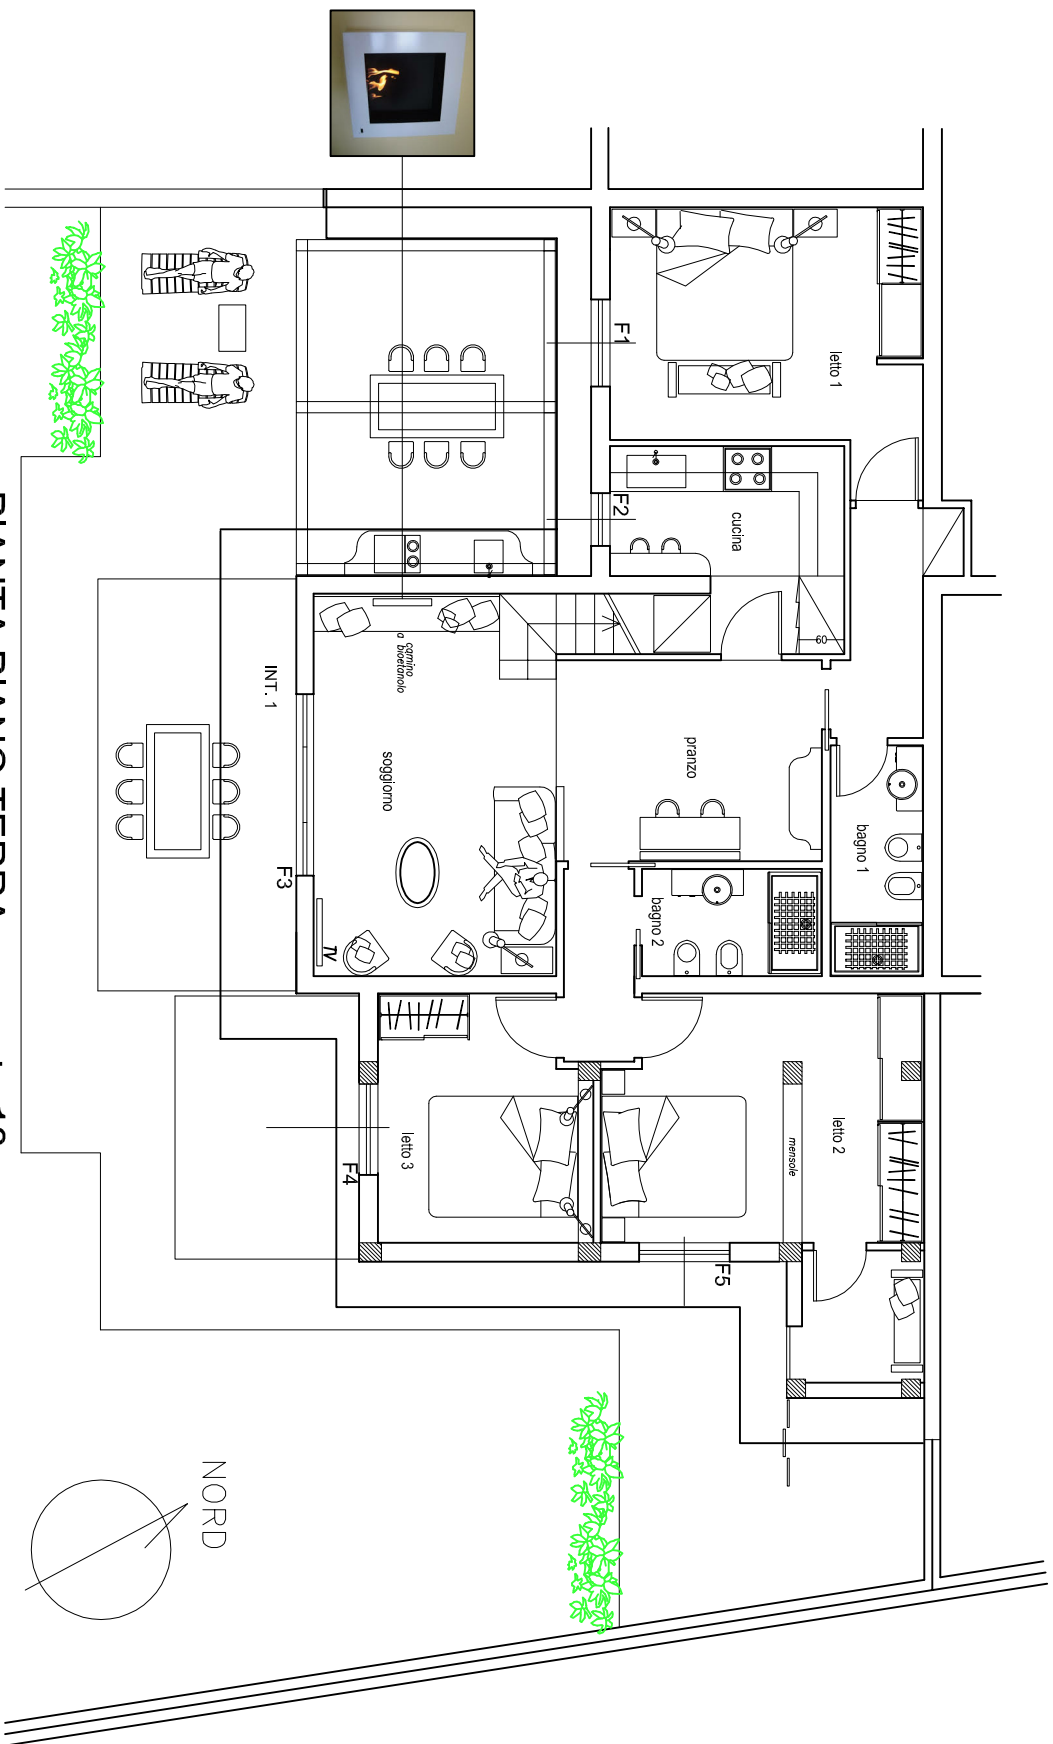 letto 1
F1
F2
cucina
60
camino
a bioetanolo
INT. 1
soggiorno
pranzo
bagno 1
bagno 2
F3
TV
letto 3
letto 2
mensole
F4
F5
NORD